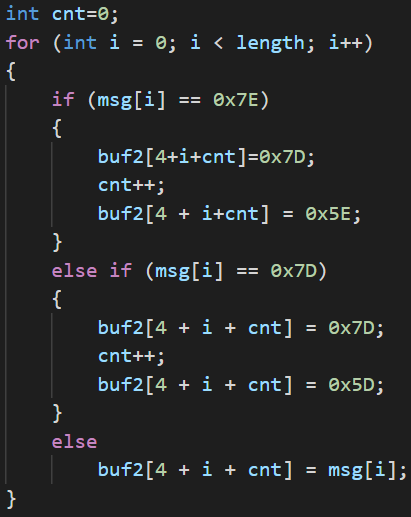 int cnt=0;
for (int i = 0; i < length; i++)
{
    if (msg[i] == 0x7E)
    {
        buf2[4+i+cnt]=0x7D;
        cnt++;
        buf2[4 + i+cnt] = 0x5E;
    }
    else if (msg[i] == 0x7D)
    {
        buf2[4 + i + cnt] = 0x7D;
        cnt++;
        buf2[4 + i + cnt] = 0x5D;
    }
    else
        buf2[4 + i + cnt] = msg[i];
}